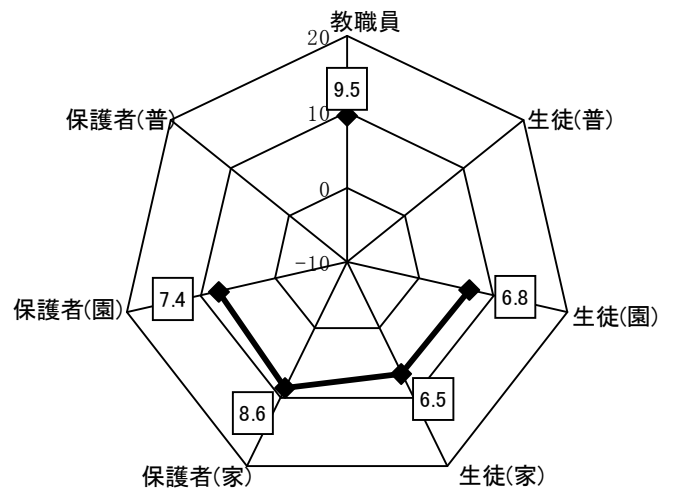 教職員
20
9.5
保護者(普)
10
生徒(普)
0
-10
7.4
6.8
保護者(園)
生徒(園)
8.6
6.5
保護者(家)
生徒(家)